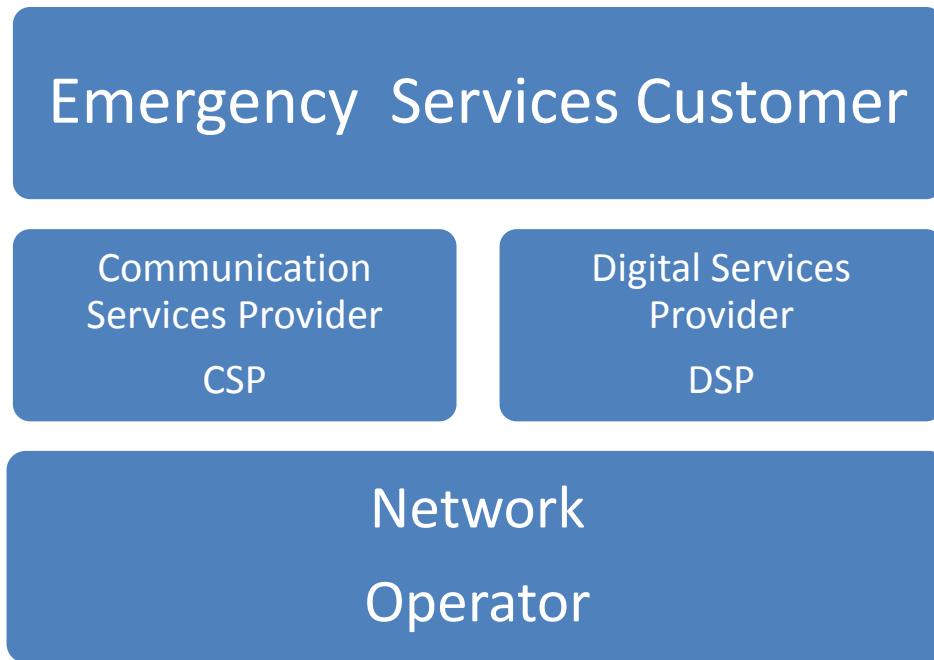 Emergency  Services Customer
Communication
Services Provider
CSP
Digital Services
Provider
DSP
Network
Operator